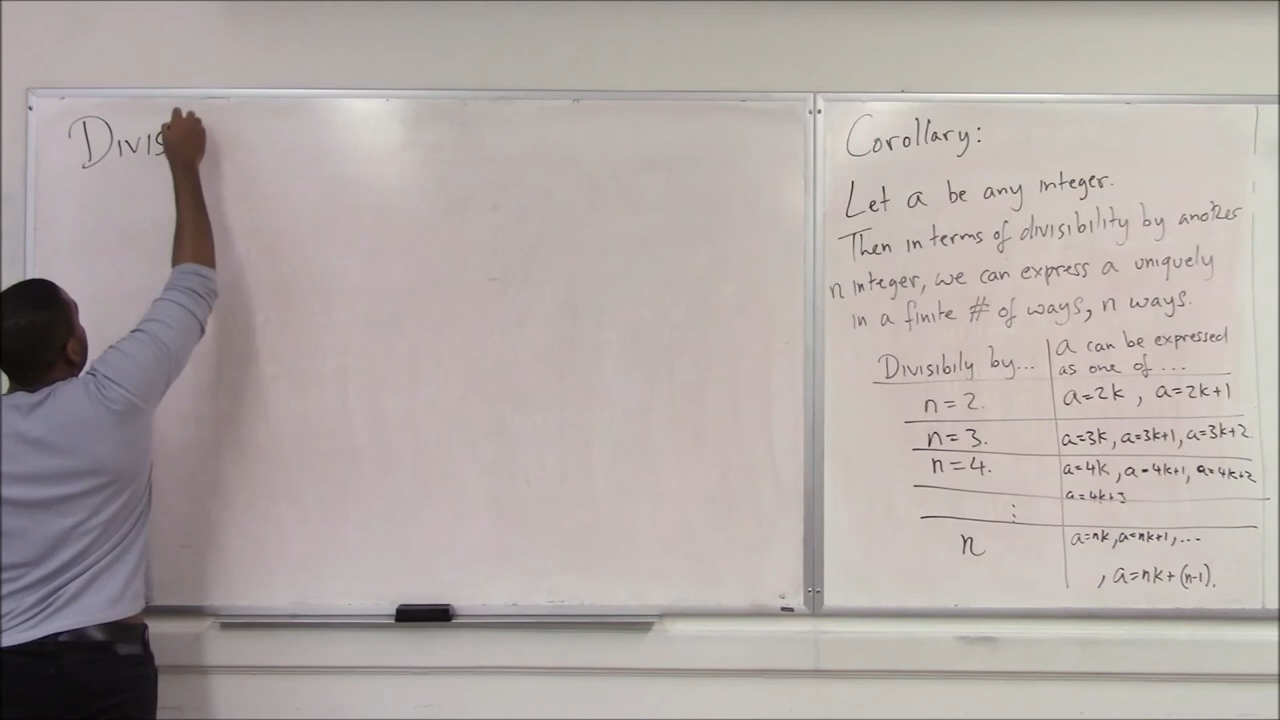 Divis
Corollary:
Let a be any integer.
Then in terms of divisibility by another
n integer, we can express a uniquely
in a finite # of ways, n ways.
Divisibily by... a can be expressed
as one of ...
n=2. a=2k, a=2k+1
n=3. a=3k, a=3k+1, a=3k+2.
n=4. a=4k, a=4k+1, a=4k+2
a=4k+3
⋮
n a=nk, a=nk+1, ...
, a=nk+(n-1).